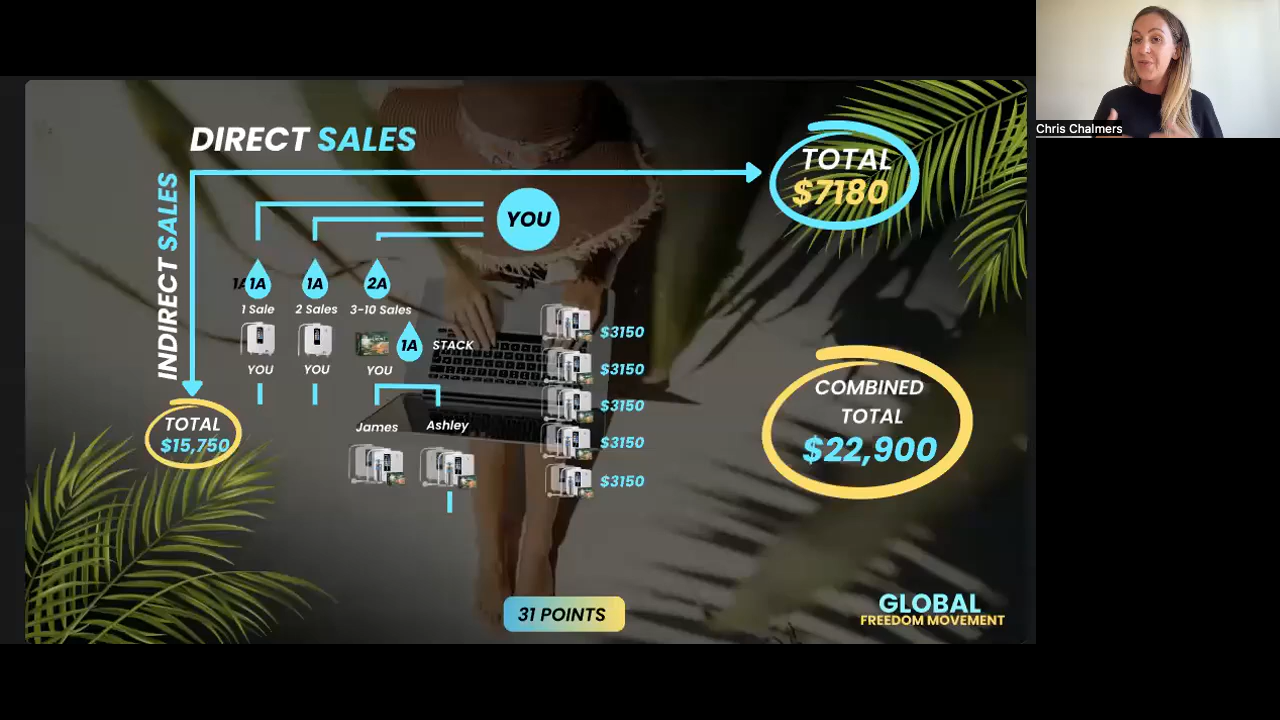 Chris Chalmers
DIRECT SALES
INDIRECT SALES
TOTAL
$7180
YOU
1A 1A
1A
2A
1 Sale
2 Sales
3-10 Sales
1A
STACK
YOU
YOU
YOU
James
Ashley
$3150
$3150
$3150
$3150
$3150
TOTAL
$15,750
COMBINED
TOTAL
$22,900
31 POINTS
GLOBAL
FREEDOM MOVEMENT